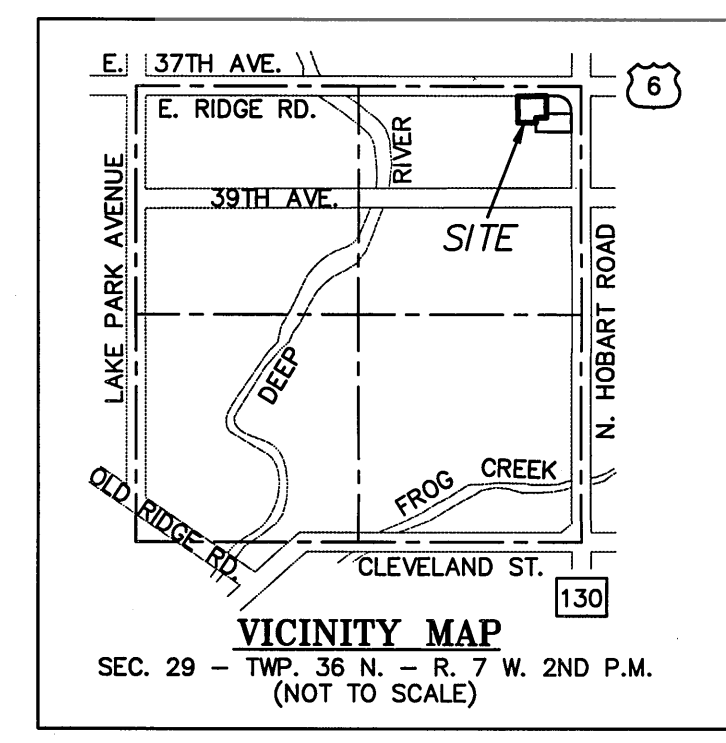 E. 37TH AVE.
6
E. RIDGE RD.
RIVER
39TH AVE.
SITE
LAKE PARK AVENUE
N. HOBART ROAD
DEEP
FROG CREEK
OLD RIDGE RD.
CLEVELAND ST.
130
VICINITY MAP
SEC. 29 – TWP. 36 N. – R. 7 W. 2ND P.M.
(NOT TO SCALE)